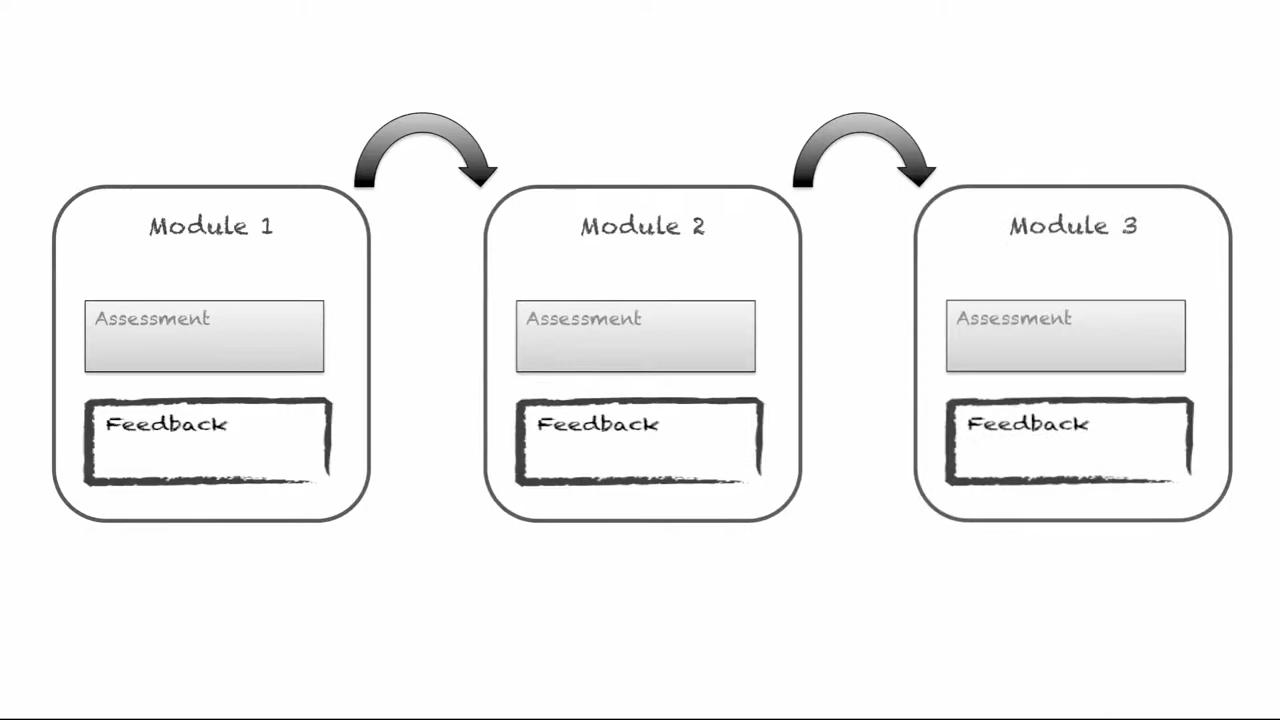 Module 1
Assessment
Feedback
Module 2
Assessment
Feedback
Module 3
Assessment
Feedback